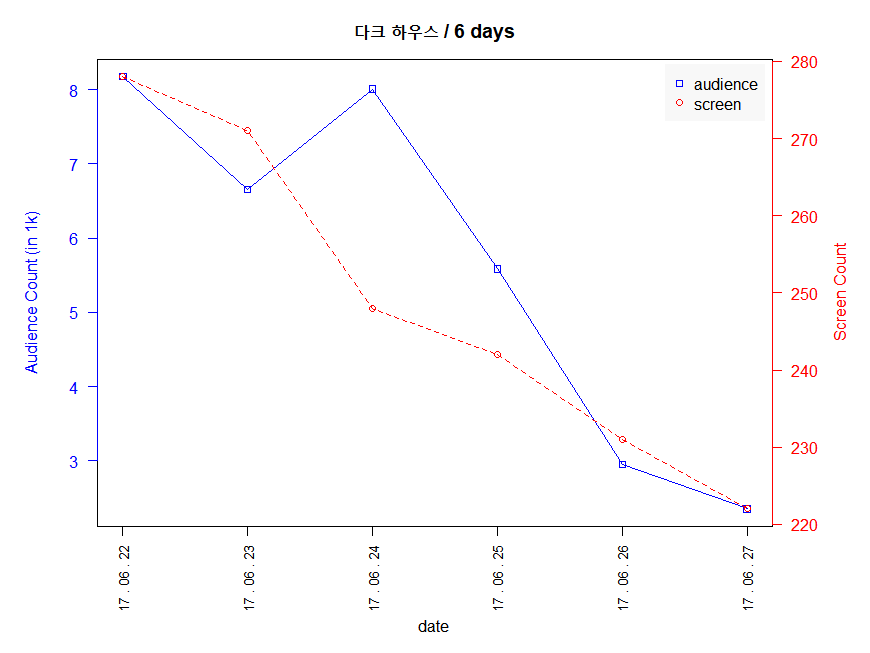 다크 하우스 / 6 days
audience
screen
Audience Count (in 1k)
8
7
6
5
4
3
280
270
260
250
240
230
220
Screen Count
17 . 06 . 22
17 . 06 . 23
17 . 06 . 24
17 . 06 . 25
17 . 06 . 26
17 . 06 . 27
date